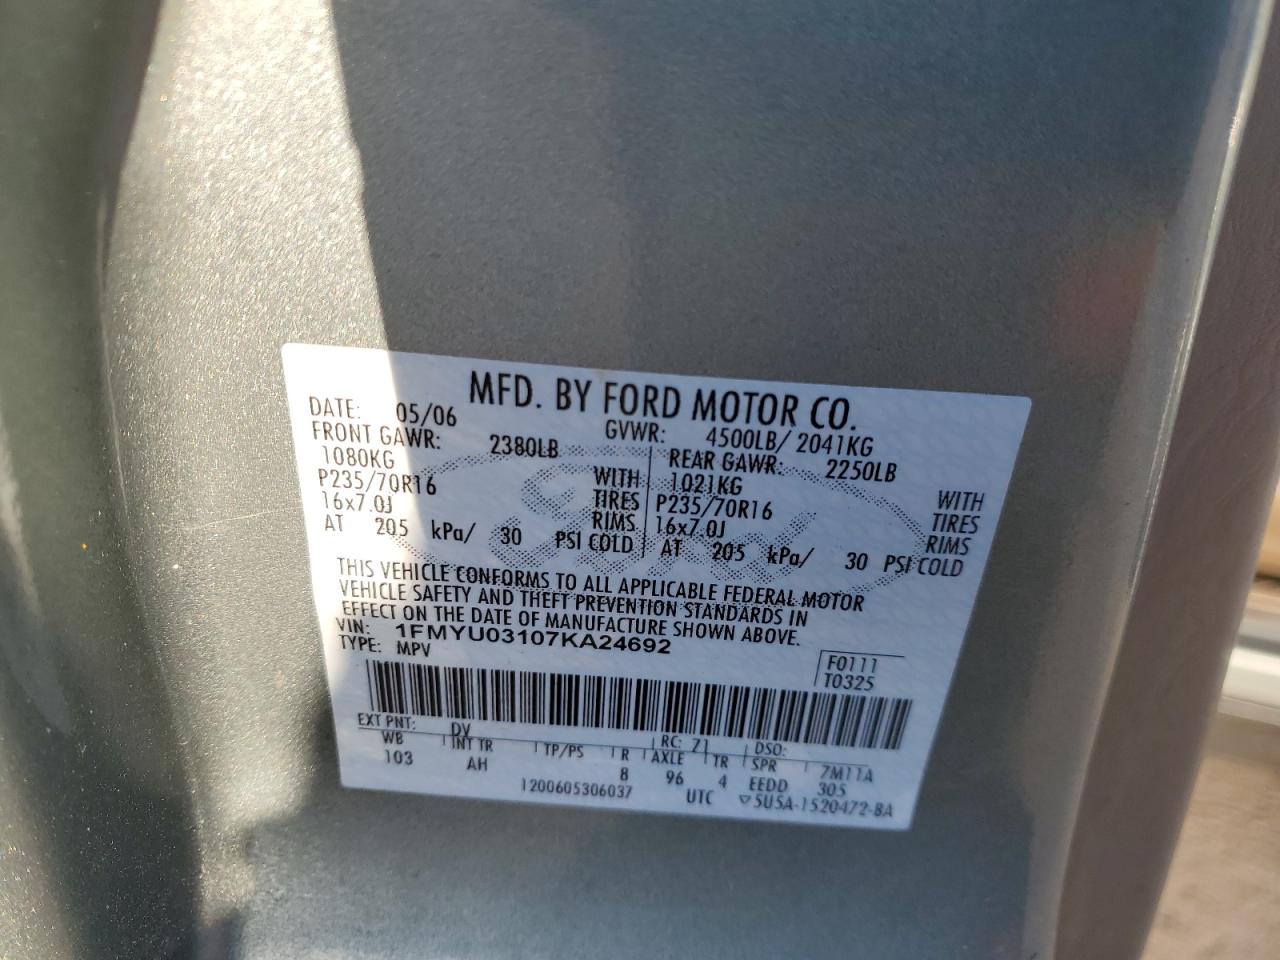 MFD. BY FORD MOTOR CO.
DATE: 05/06 GVWR: 4500LB/ 2041KG
FRONT GAWR: 2380LB REAR GAWR: 2250LB
1080KG WITH 1021KG WITH
P235/70R16 TIRES P235/70R16 TIRES
16x7.0J RIMS 16x7.0J RIMS
AT 205 kPa/ 30 PSI COLD AT 205 kPa/ 30 PSI COLD
THIS VEHICLE CONFORMS TO ALL APPLICABLE FEDERAL MOTOR
VEHICLE SAFETY AND THEFT PREVENTION STANDARDS IN
EFFECT ON THE DATE OF MANUFACTURE SHOWN ABOVE.
VIN: 1FMYU03107KA24692
TYPE: MPV
F0111
T0325
EXT PNT: DV RC: 71 DSO:
WB INT TR TP/PS R AXLE TR SPR 7M11A
103 AH 8 96 4 EEDD 305
1200605306037 UTC ▽5U5A-1520472-BA